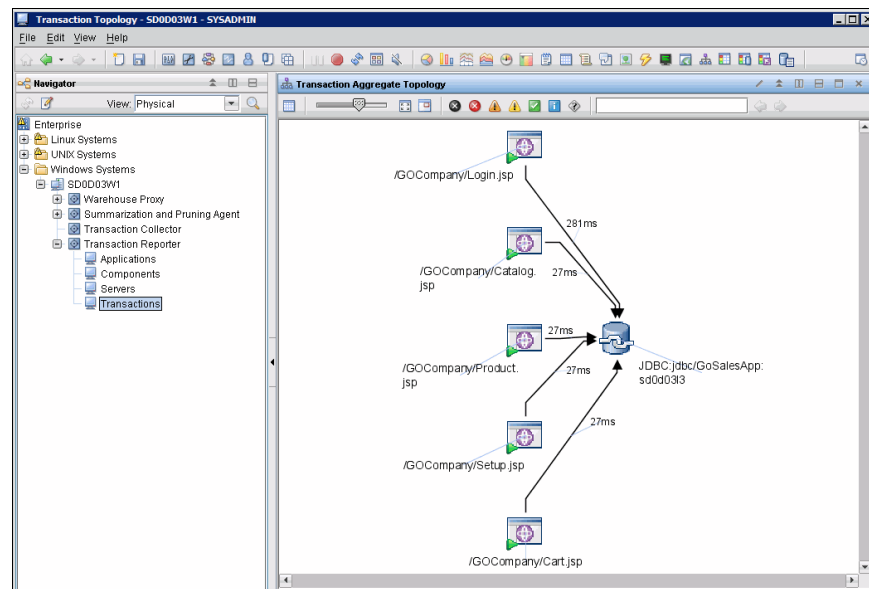 Transaction Topology - SD0D03W1 - SYSADMIN
File Edit View Help
Navigator
View: Physical
Enterprise
Linux Systems
UNIX Systems
Windows Systems
SD0D03W1
Warehouse Proxy
Summarization and Pruning Agent
Transaction Collector
Transaction Reporter
Applications
Components
Servers
Transactions
Transaction Aggregate Topology
/GOCompany/Login.jsp
281ms
/GOCompany/Catalog.
jsp
27ms
27ms
/GOCompany/Product.
jsp
27ms
JDBC:jdbc/GoSalesApp:
sd0d03l3
27ms
/GOCompany/Setup.jsp
/GOCompany/Cart.jsp